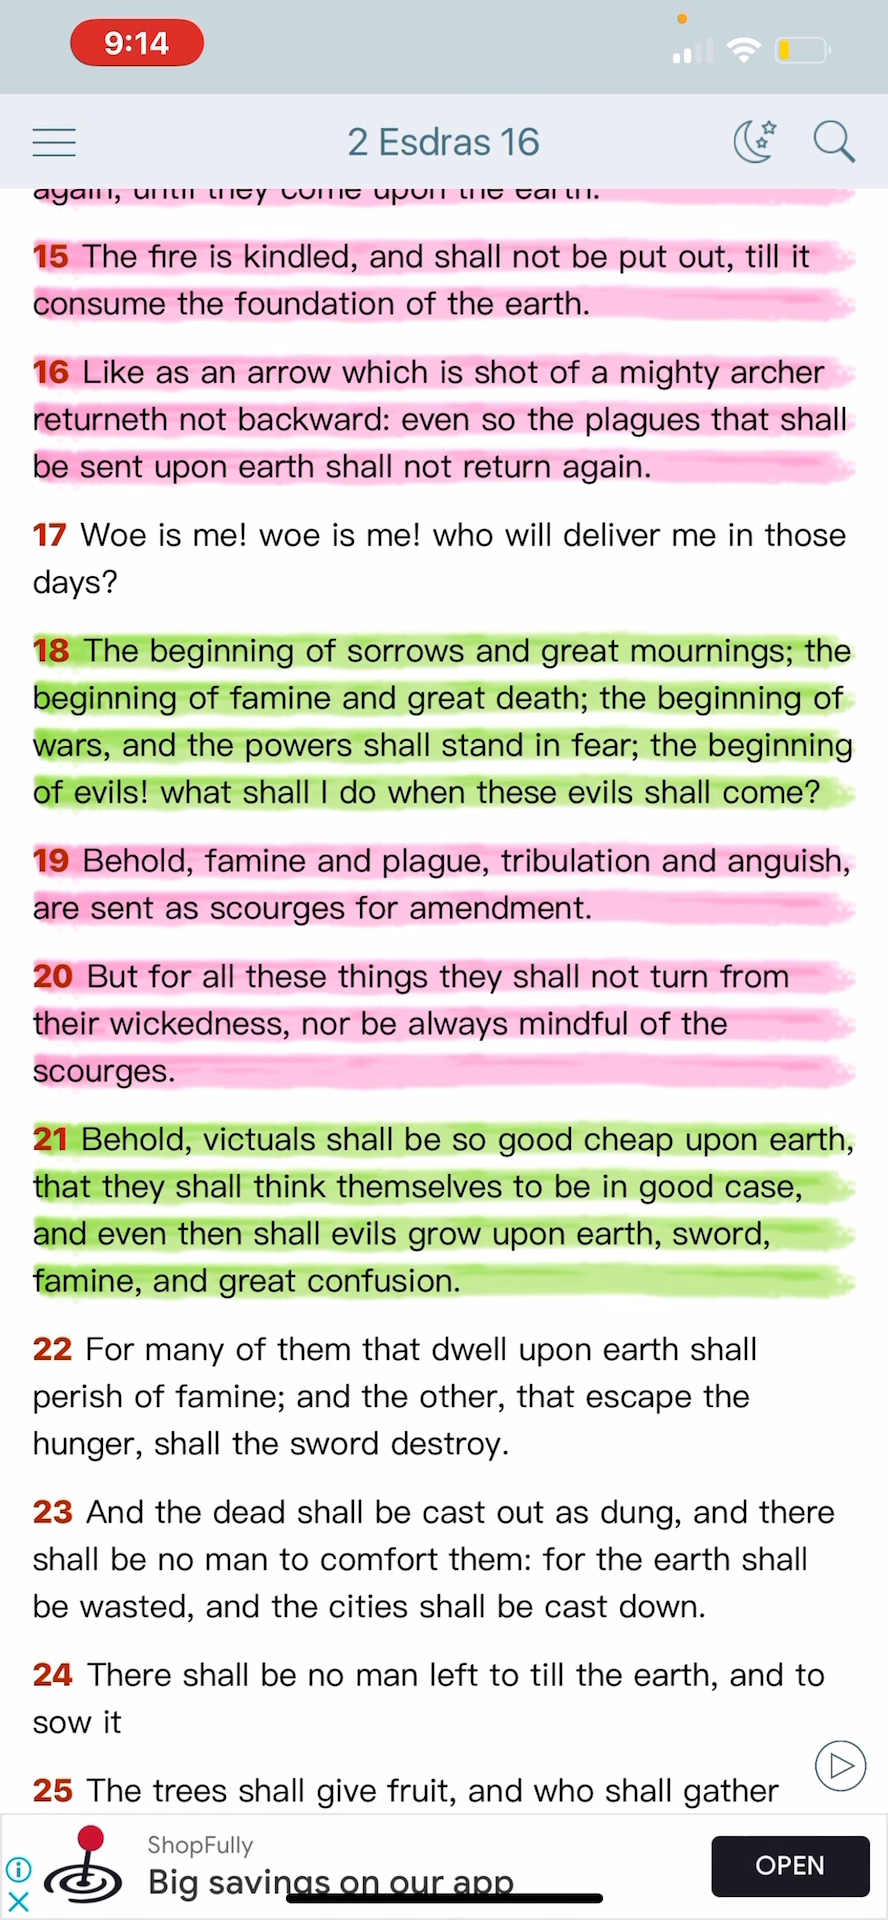 9:14
2 Esdras 16
again, until they come upon the earth.
15 The fire is kindled, and shall not be put out, till it
consume the foundation of the earth.
16 Like as an arrow which is shot of a mighty archer
returneth not backward: even so the plagues that shall
be sent upon earth shall not return again.
17 Woe is me! woe is me! who will deliver me in those
days?
18 The beginning of sorrows and great mournings; the
beginning of famine and great death; the beginning of
wars, and the powers shall stand in fear; the beginning
of evils! what shall I do when these evils shall come?
19 Behold, famine and plague, tribulation and anguish,
are sent as scourges for amendment.
20 But for all these things they shall not turn from
their wickedness, nor be always mindful of the
scourges.
21 Behold, victuals shall be so good cheap upon earth,
that they shall think themselves to be in good case,
and even then shall evils grow upon earth, sword,
famine, and great confusion.
22 For many of them that dwell upon earth shall
perish of famine; and the other, that escape the
hunger, shall the sword destroy.
23 And the dead shall be cast out as dung, and there
shall be no man to comfort them: for the earth shall
be wasted, and the cities shall be cast down.
24 There shall be no man left to till the earth, and to
sow it
25 The trees shall give fruit, and who shall gather
ShopFully
Big savings on our app
OPEN